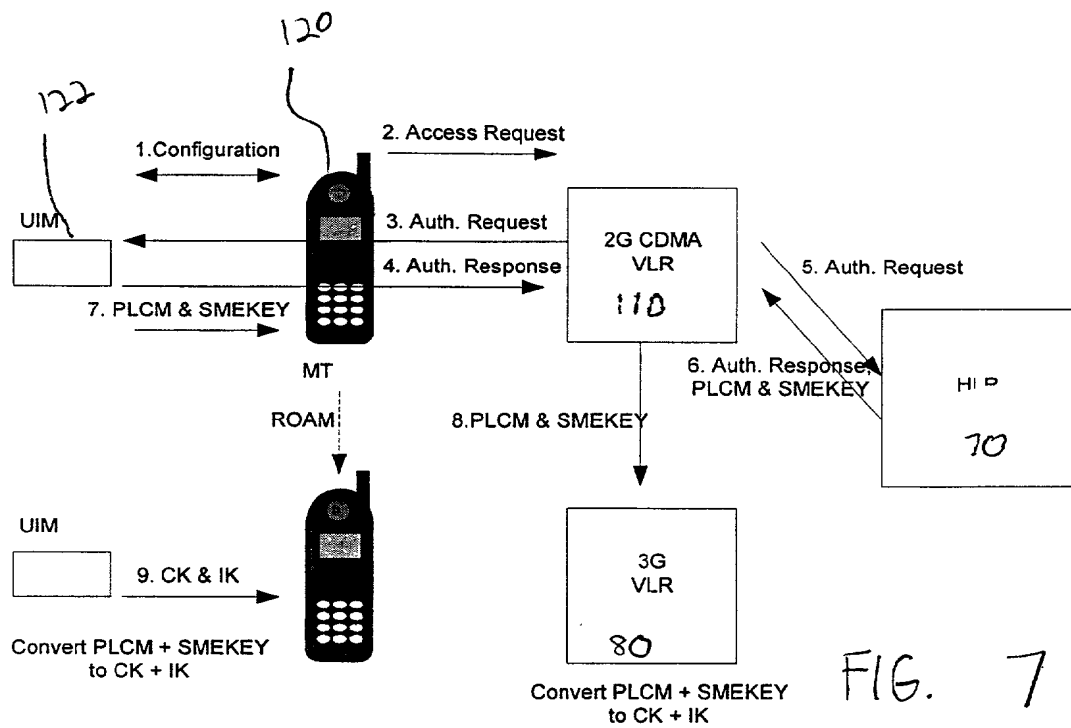 120
122
1.Configuration
2. Access Request
UIM
3. Auth. Request
4. Auth. Response
7. PLCM & SMEKEY
2G CDMA
VLR
110
5. Auth. Request
6. Auth. Response,
PLCM & SMEKEY
70
MT
ROAM
8.PLCM & SMEKEY
UIM
9. CK & IK
3G
VLR
80
Convert PLCM + SMEKEY
to CK + IK
Convert PLCM + SMEKEY
to CK + IK
FIG. 7